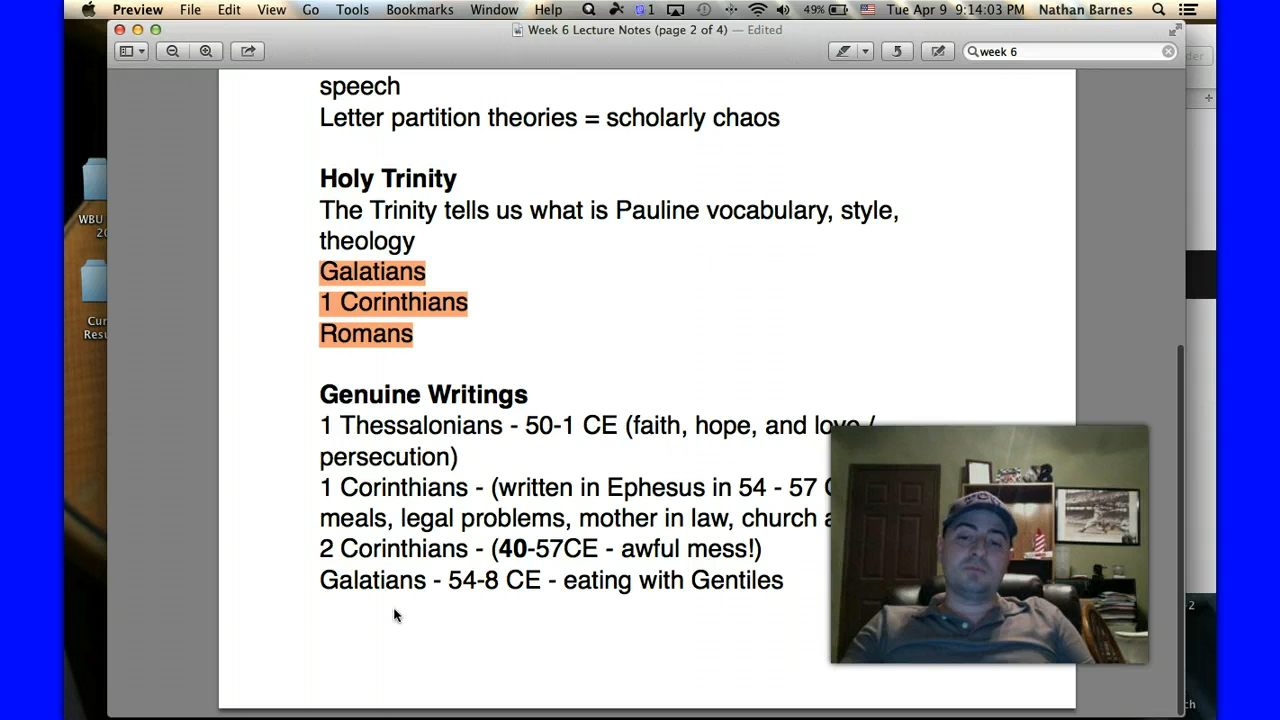 Preview File Edit View Go Tools Bookmarks Window Help 1 49% Tue Apr 9 9:14:03 PM Nathan Barnes
Week 6 Lecture Notes (page 2 of 4) — Edited
week 6
speech
Letter partition theories = scholarly chaos
Holy Trinity
The Trinity tells us what is Pauline vocabulary, style,
theology
Galatians
1 Corinthians
Romans
Genuine Writings
1 Thessalonians - 50-1 CE (faith, hope, and love /
persecution)
1 Corinthians - (written in Ephesus in 54 - 57
meals, legal problems, mother in law, church
2 Corinthians - (40-57CE - awful mess!)
Galatians - 54-8 CE - eating with Gentiles
WBU